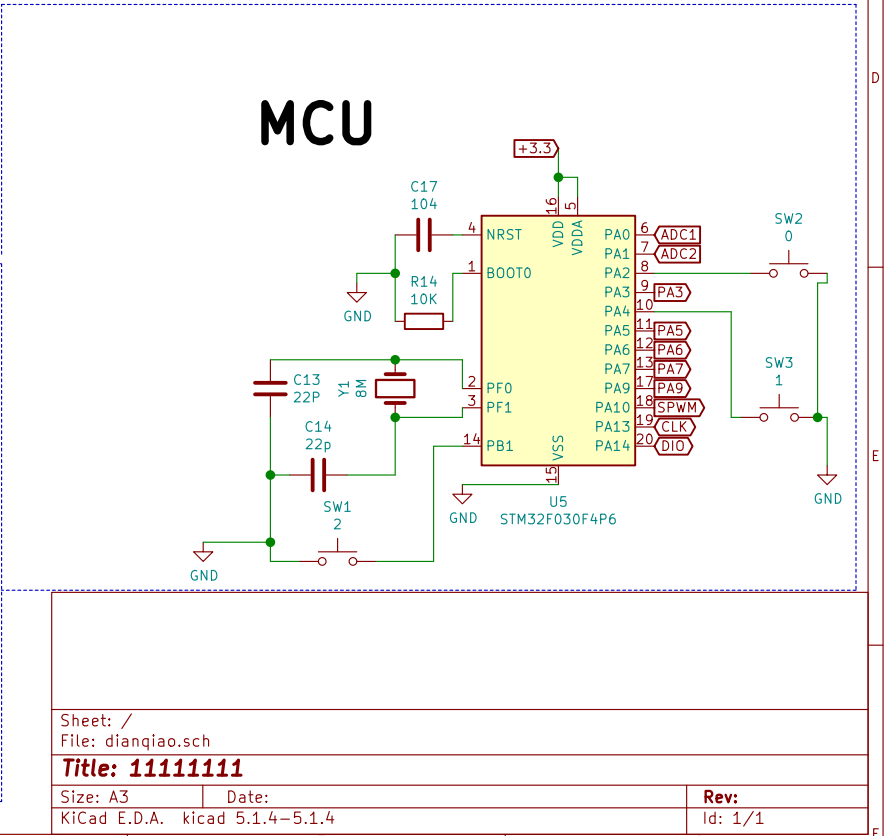 D
MCU
+3.3
C17
104
16
5
SW2
0
4
NRST
VDD
VDDA
PA0
6
ADC1
PA1
7
ADC2
1
BOOT0
PA2
8
R14
10K
PA3
9
PA3
GND
PA4
10
PA5
11
PA5
PA6
12
PA6
SW3
1
C13
22P
Y1
8M
2
PF0
PA7
13
PA7
PA9
17
PA9
3
PF1
PA10
18
SPWM
C14
22p
PA13
19
CLK
14
PB1
VSS
PA14
20
DIO
E
15
GND
GND
SW1
2
U5
STM32F030F4P6
GND
Sheet: /
File: dianqiao.sch
Title: 11111111
Size: A3
Date:
Rev:
KiCad E.D.A.  kicad 5.1.4-5.1.4
Id: 1/1